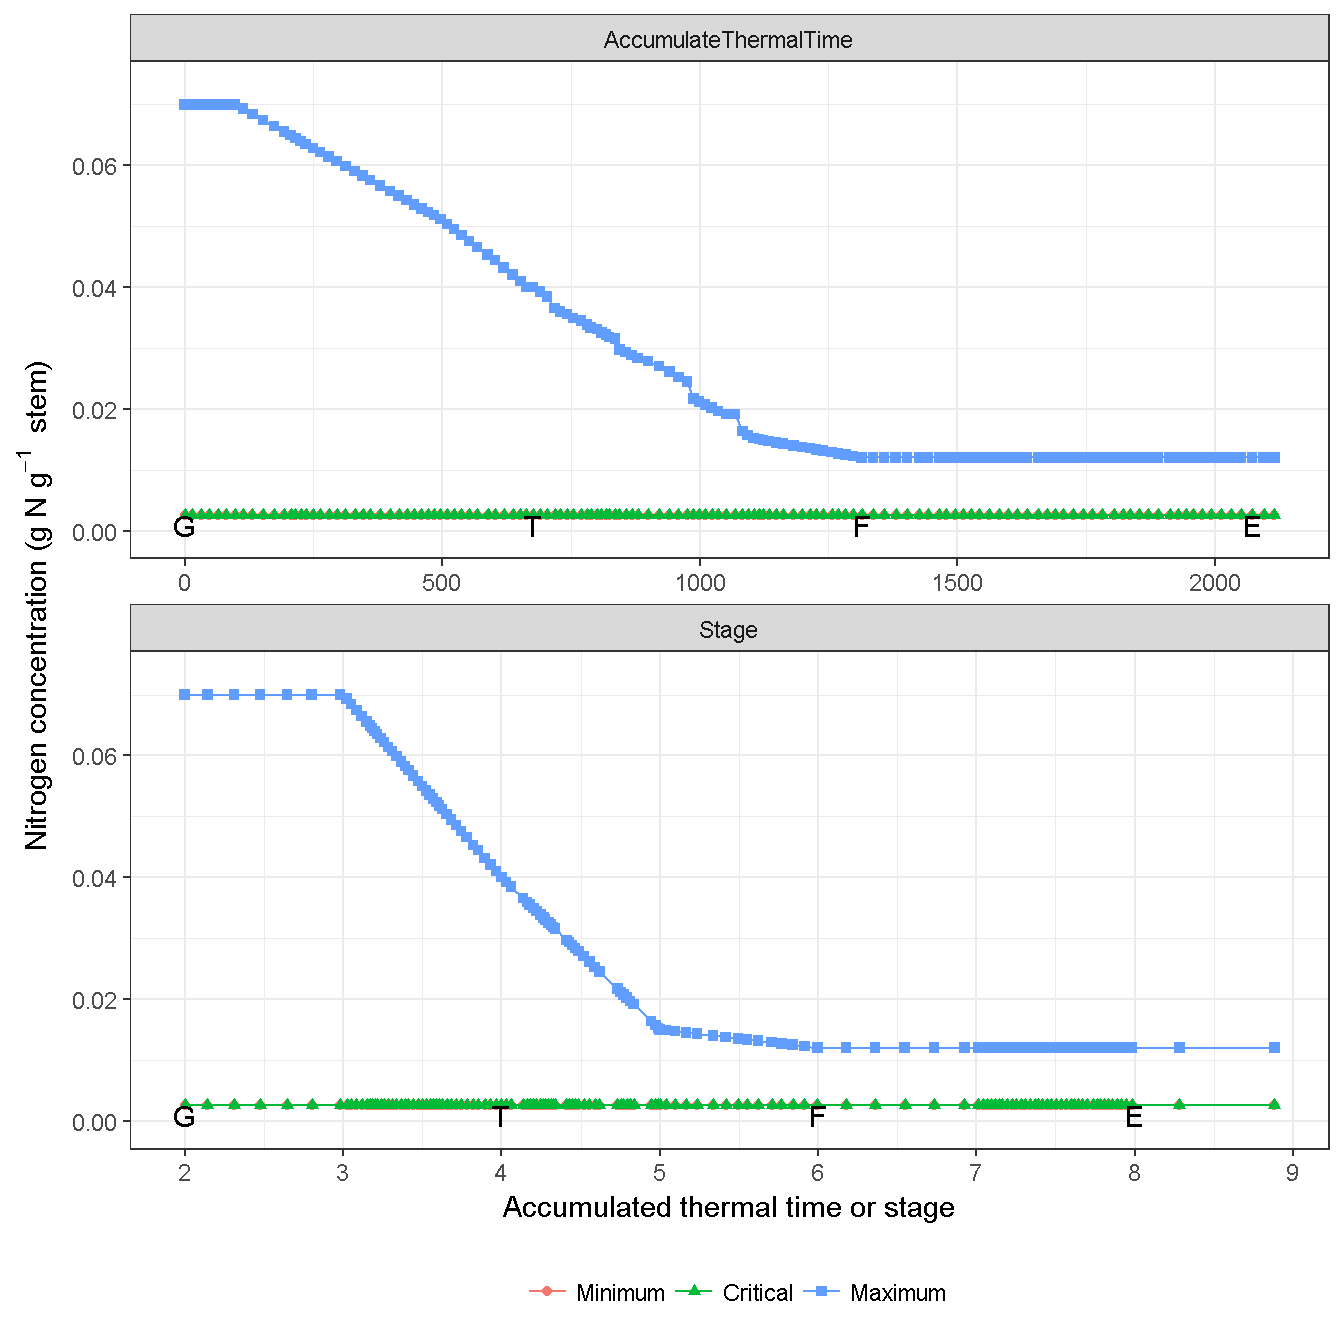 AccumulateThermalTime
0.06
0.04
0.02
0.00
G T F E
0 500 1000 1500 2000
Nitrogen concentration (g N g⁻¹ stem)
Stage
0.06
0.04
0.02
0.00
G T F E
2 3 4 5 6 7 8 9
Accumulated thermal time or stage
Minimum Critical Maximum